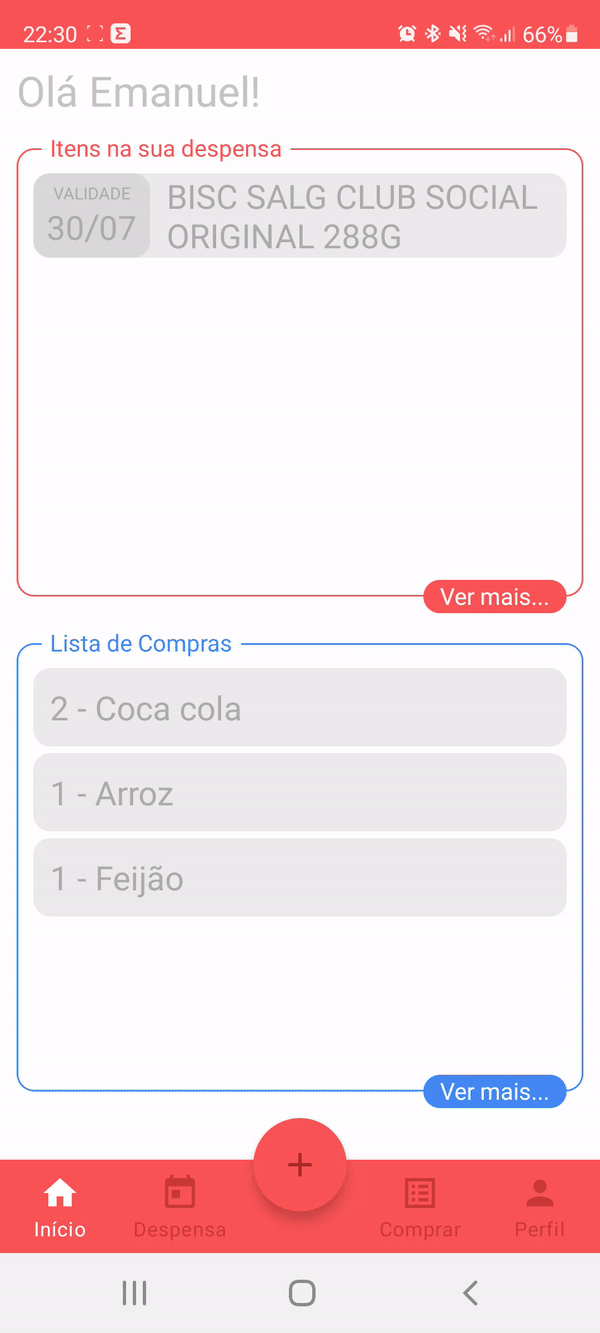 22:30 Σ 66%
Olá Emanuel!
Itens na sua despensa
VALIDADE
30/07
BISC SALG CLUB SOCIAL
ORIGINAL 288G
Ver mais...
Lista de Compras
2 - Coca cola
1 - Arroz
1 - Feijão
Ver mais...
+
Início Despensa Comprar Perfil